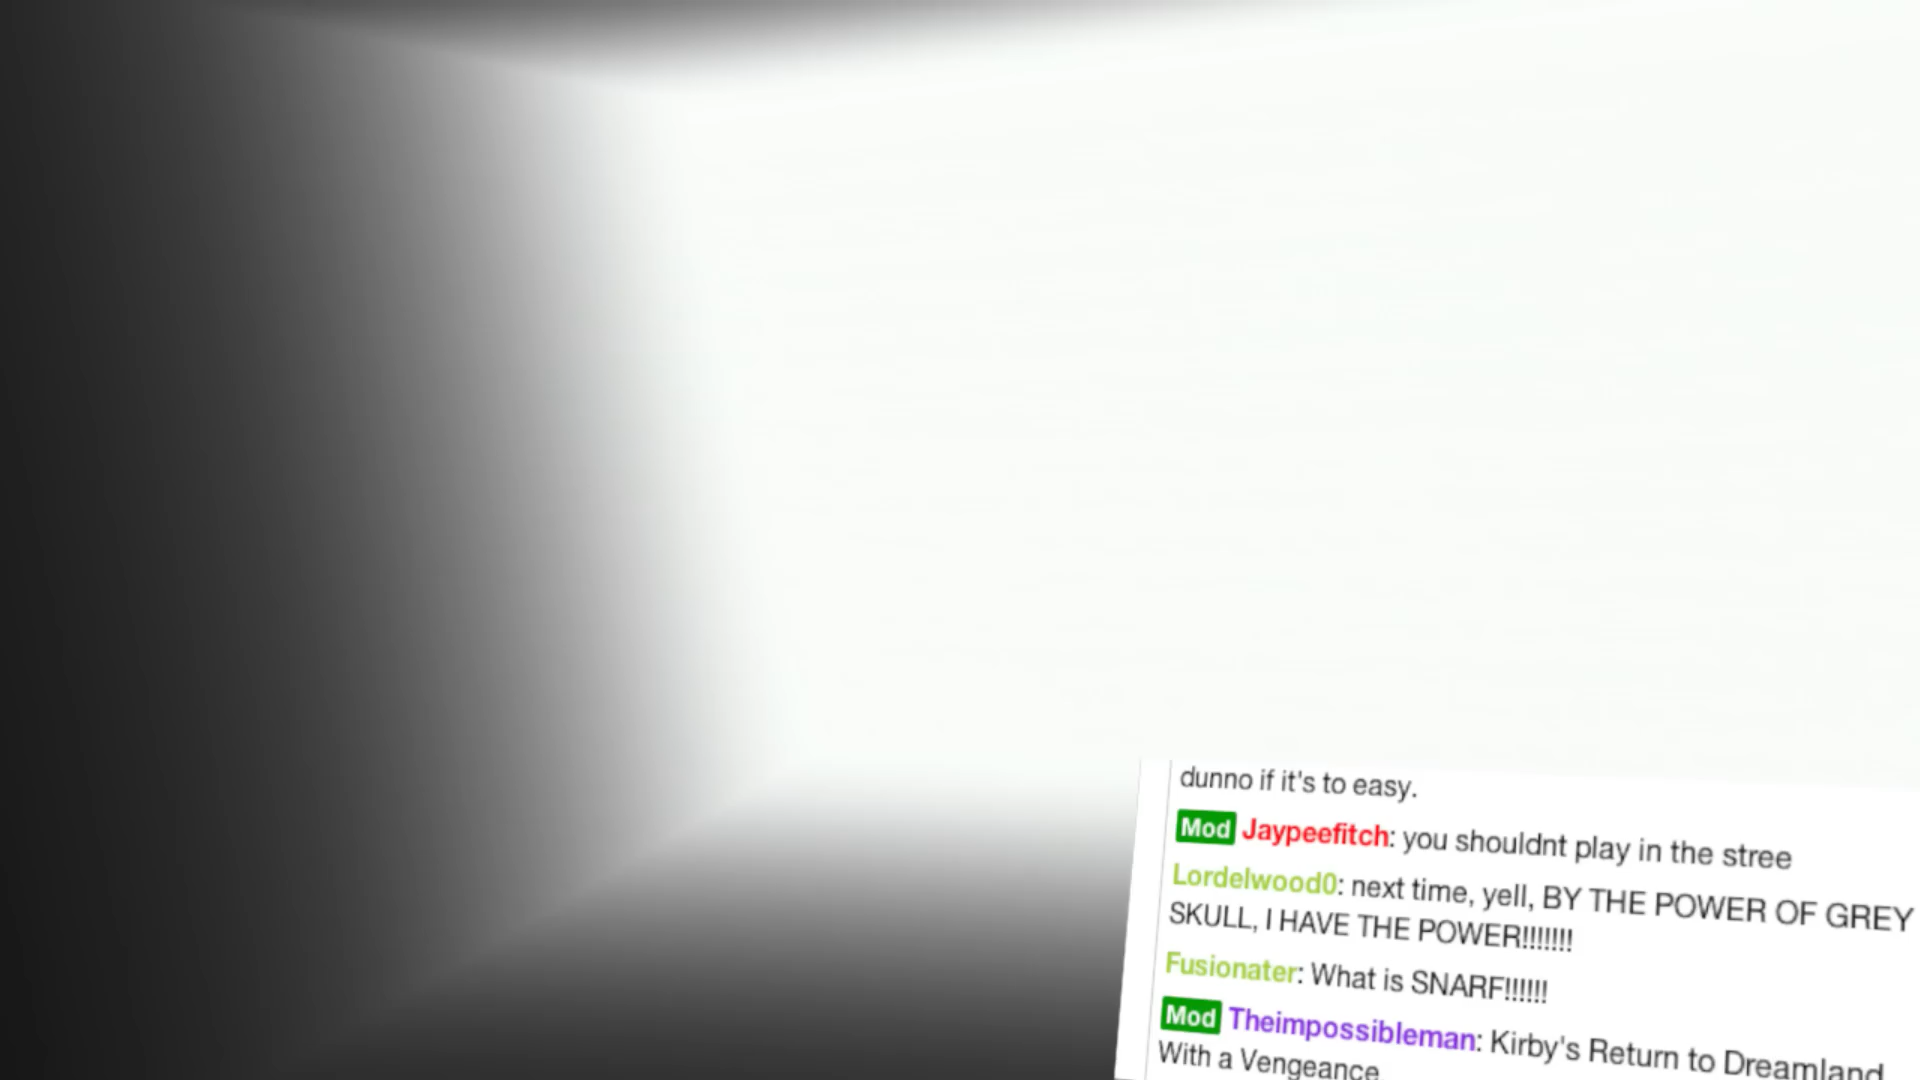 dunno if it's to easy.
Mod Jaypeefitch: you shouldnt play in the stree
Lordelwood0: next time, yell, BY THE POWER OF GREY
SKULL, I HAVE THE POWER!!!!!!!
Fusionater: What is SNARF!!!!!!
Mod Theimpossibleman: Kirby's Return to Dreamland
With a Vengeance